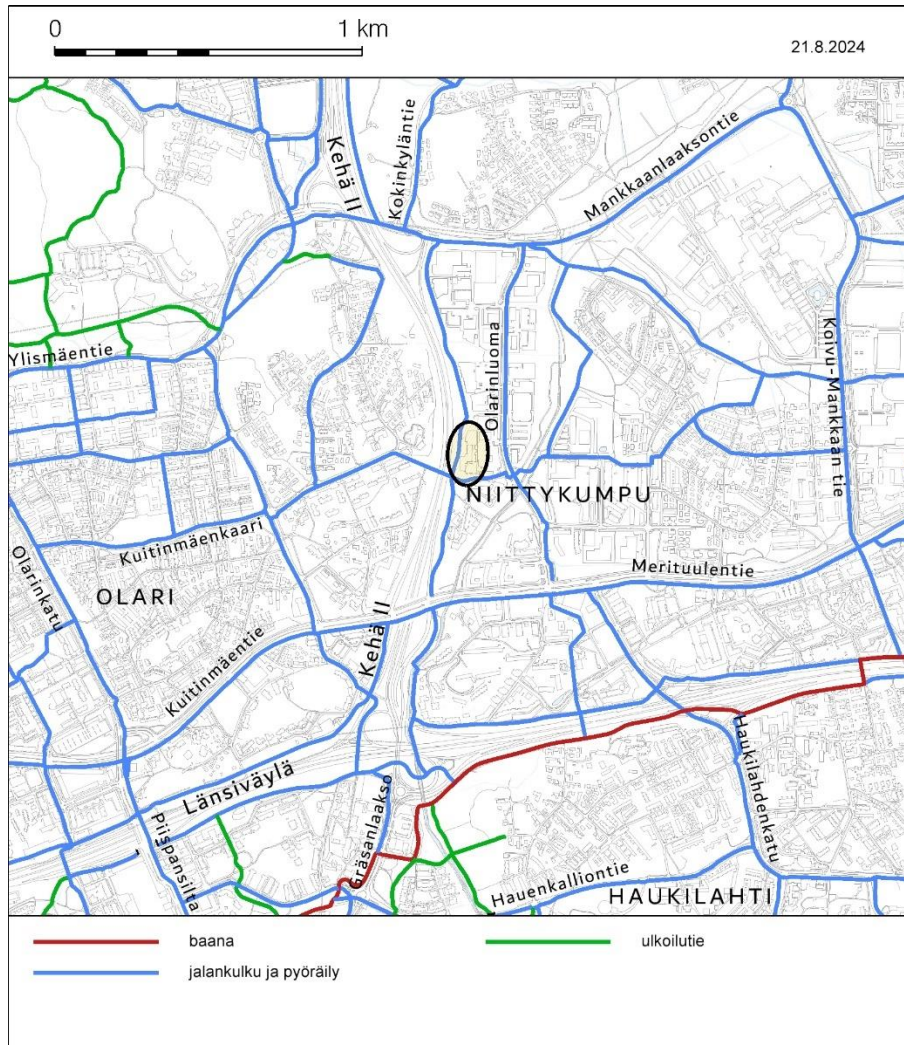 0 1 km
21.8.2024
Kehä II
Kokinkyläntie
Mankkaanlaaksontie
Ylismäentie
Olarinluoma
Koivu-Mankkaan tie
NIITTYKUMPU
Kuitinmäenkaari
Olarinkatu
OLARI
Merituulentie
Kuitinmäentie
Kehä II
Länsiväylä
Haukilahdenkatu
Piispansilta
Gräsanlaakso
Hauenkalliontie
HAUKILAHTI
baana
ulkoilutie
jalankulku ja pyöräily